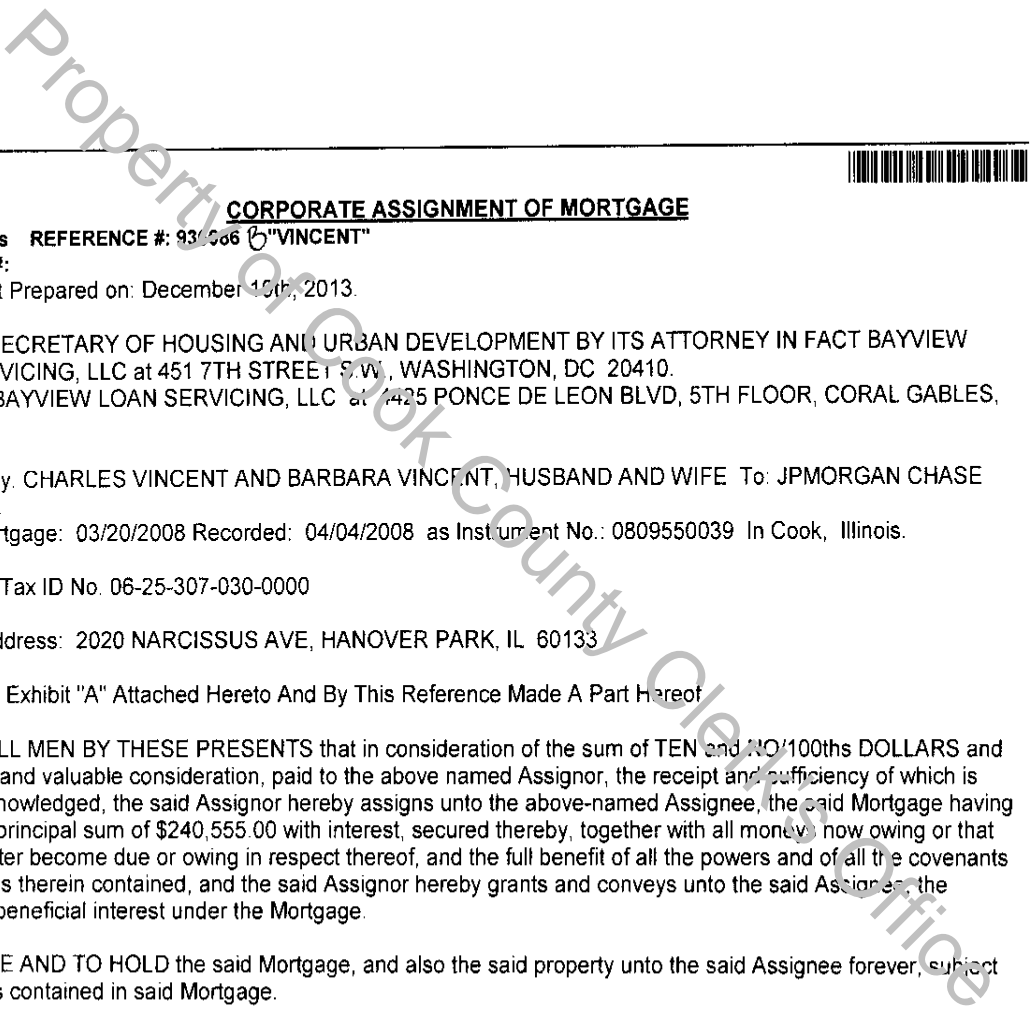 CORPORATE ASSIGNMENT OF MORTGAGE
s REFERENCE #: "VINCENT"
#:
t Prepared on: December 2013.
ECRETARY OF HOUSING AND URBAN DEVELOPMENT BY ITS ATTORNEY IN FACT BAYVIEW
VICING, LLC at 451 7TH STREET S.W., WASHINGTON, DC 20410.
BAYVIEW LOAN SERVICING, LLC at PONCE DE LEON BLVD, 5TH FLOOR, CORAL GABLES,
y. CHARLES VINCENT AND BARBARA VINCENT, HUSBAND AND WIFE To: JPMORGAN CHASE
rtgage: 03/20/2008 Recorded: 04/04/2008 as Instrument No.: 0809550039 In Cook, Illinois.
Tax ID No. 06-25-307-030-0000
ddress: 2020 NARCISSUS AVE, HANOVER PARK, IL 60133
Exhibit "A" Attached Hereto And By This Reference Made A Part Hereof
LL MEN BY THESE PRESENTS that in consideration of the sum of TEN and NO/100ths DOLLARS and
and valuable consideration, paid to the above named Assignor, the receipt and sufficiency of which is
nowledged, the said Assignor hereby assigns unto the above-named Assignee, the said Mortgage having
principal sum of $240,555.00 with interest, secured thereby, together with all moneys now owing or that
ter become due or owing in respect thereof, and the full benefit of all the powers and of all the covenants
s therein contained, and the said Assignor hereby grants and conveys unto the said Assignee, the
beneficial interest under the Mortgage.
E AND TO HOLD the said Mortgage, and also the said property unto the said Assignee forever, subject
s contained in said Mortgage.
Property of Cook County Clerk's Office